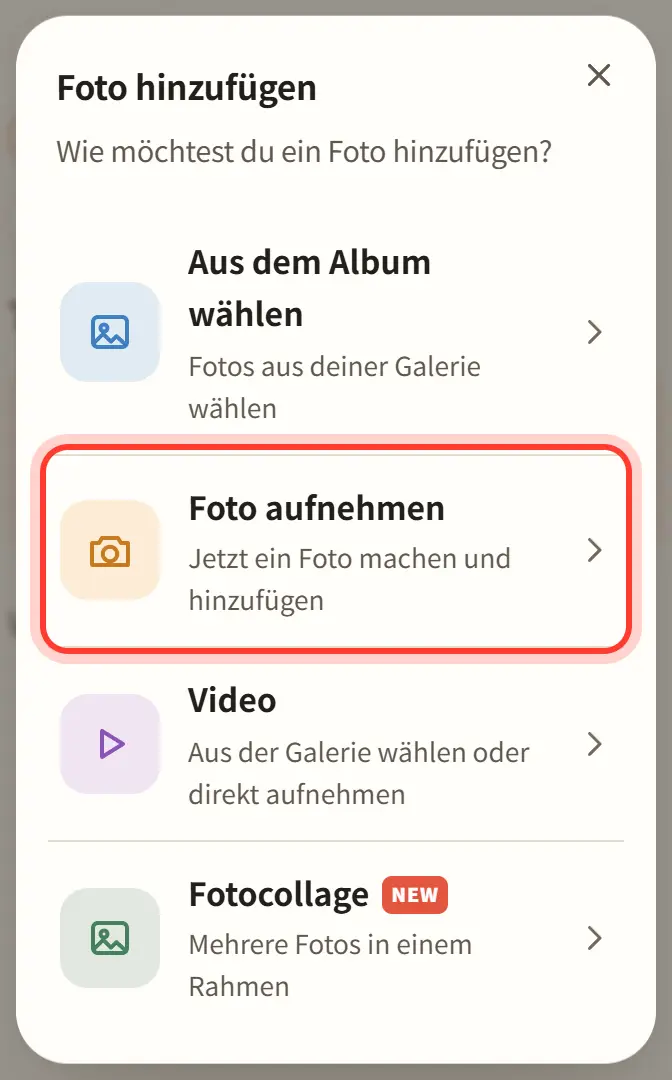 Foto hinzufügen
Wie möchtest du ein Foto hinzufügen?
Aus dem Album
wählen
Fotos aus deiner Galerie
wählen
Foto aufnehmen
Jetzt ein Foto machen und
hinzufügen
Video
Aus der Galerie wählen oder
direkt aufnehmen
Fotocollage NEW
Mehrere Fotos in einem
Rahmen